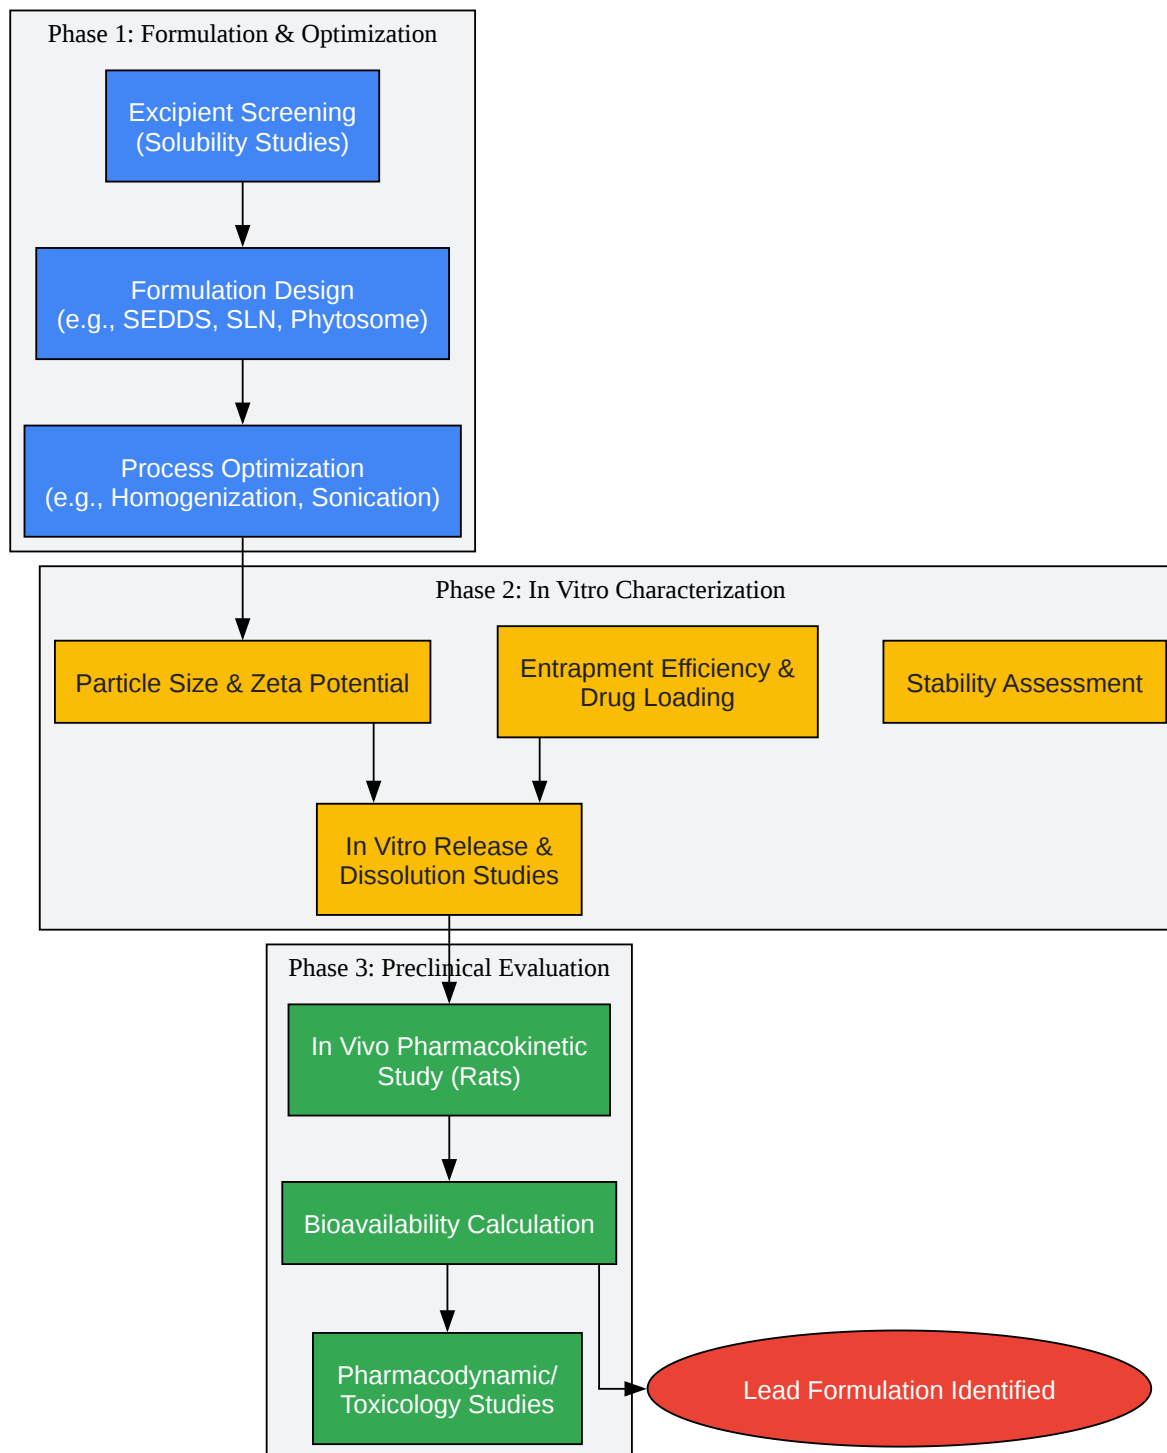 Phase 1: Formulation & Optimization
Excipient Screening
(Solubility Studies)
Formulation Design
(e.g., SEDDS, SLN, Phytosome)
Process Optimization
(e.g., Homogenization, Sonication)
Phase 2: In Vitro Characterization
Particle Size & Zeta Potential
Entrapment Efficiency &
Drug Loading
Stability Assessment
In Vitro Release &
Dissolution Studies
Phase 3: Preclinical Evaluation
In Vivo Pharmacokinetic
Study (Rats)
Bioavailability Calculation
Pharmacodynamic/
Toxicology Studies
Lead Formulation Identified